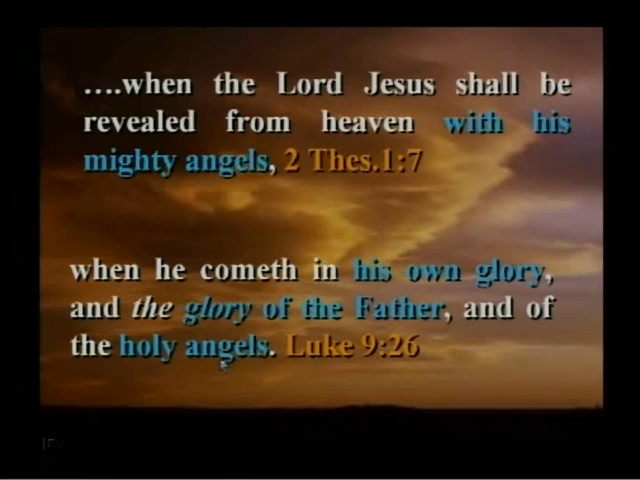 ….when the Lord Jesus shall be
revealed from heaven with his
mighty angels, 2 Thes.1:7
when he cometh in his own glory,
and the glory of the Father, and of
the holy angels. Luke 9:26